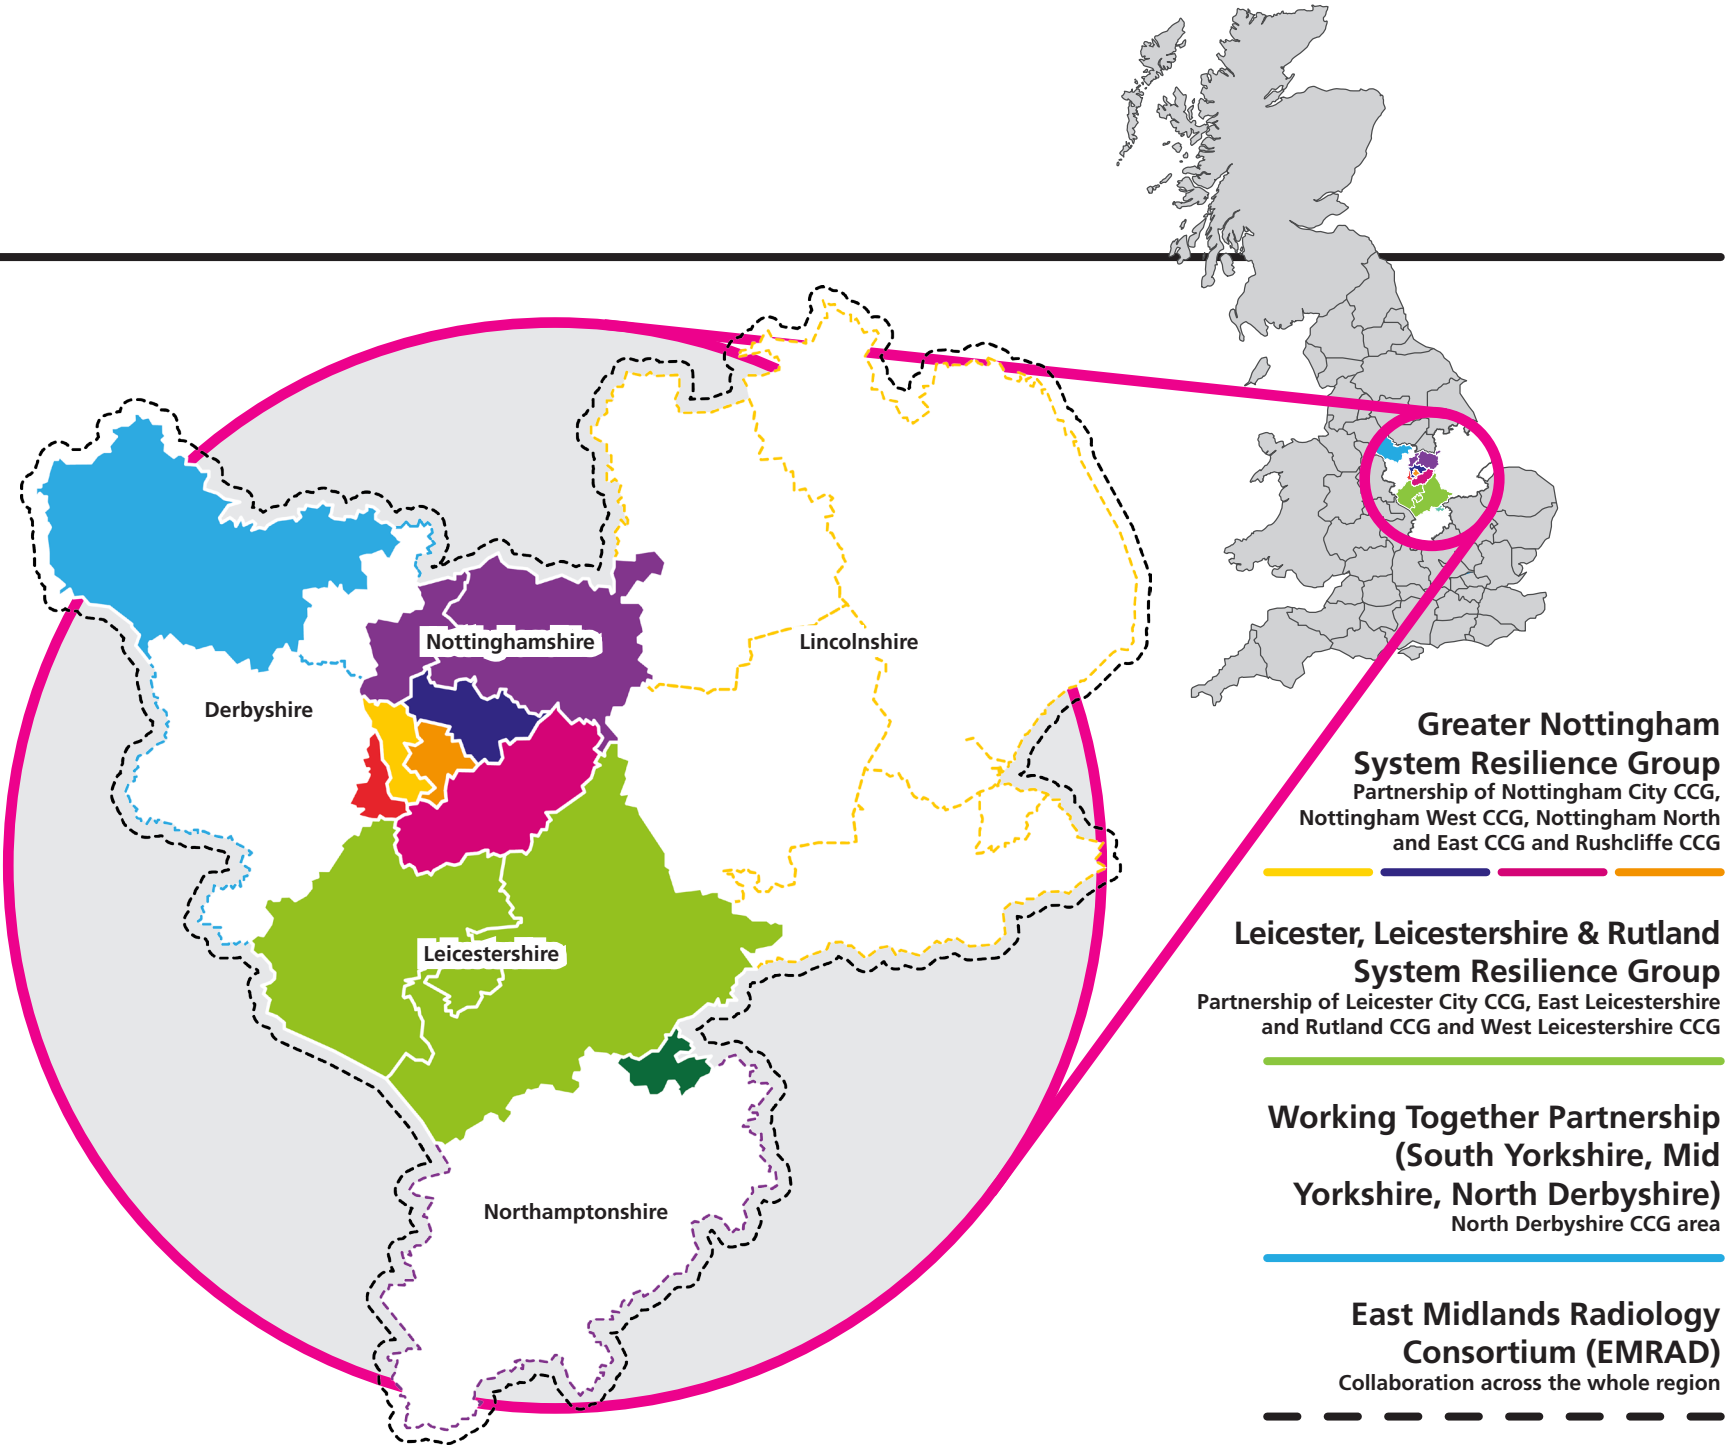 Nottinghamshire
Lincolnshire
Derbyshire
Leicestershire
Northamptonshire
Greater Nottingham
System Resilience Group
Partnership of Nottingham City CCG,
Nottingham West CCG, Nottingham North
and East CCG and Rushcliffe CCG
Leicester, Leicestershire & Rutland
System Resilience Group
Partnership of Leicester City CCG, East Leicestershire
and Rutland CCG and West Leicestershire CCG
Working Together Partnership
(South Yorkshire, Mid
Yorkshire, North Derbyshire)
North Derbyshire CCG area
East Midlands Radiology
Consortium (EMRAD)
Collaboration across the whole region